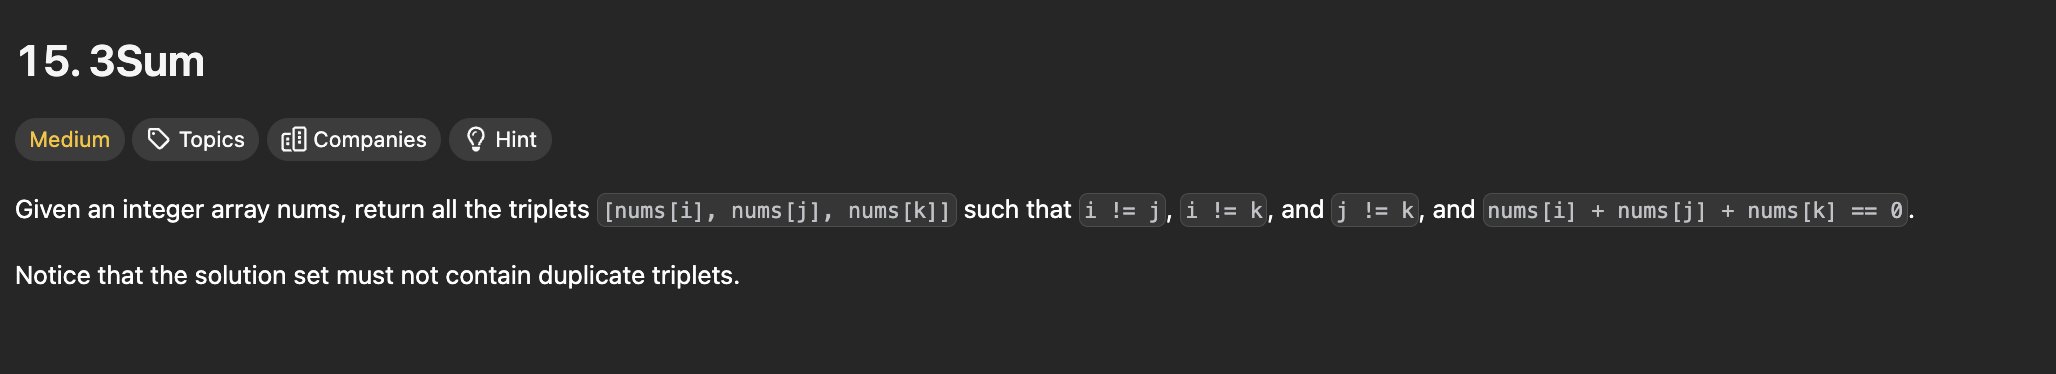 15. 3Sum
Medium Topics Companies Hint
Given an integer array nums, return all the triplets [nums[i], nums[j], nums[k]] such that i != j, i != k, and j != k, and nums[i] + nums[j] + nums[k] == 0.
Notice that the solution set must not contain duplicate triplets.